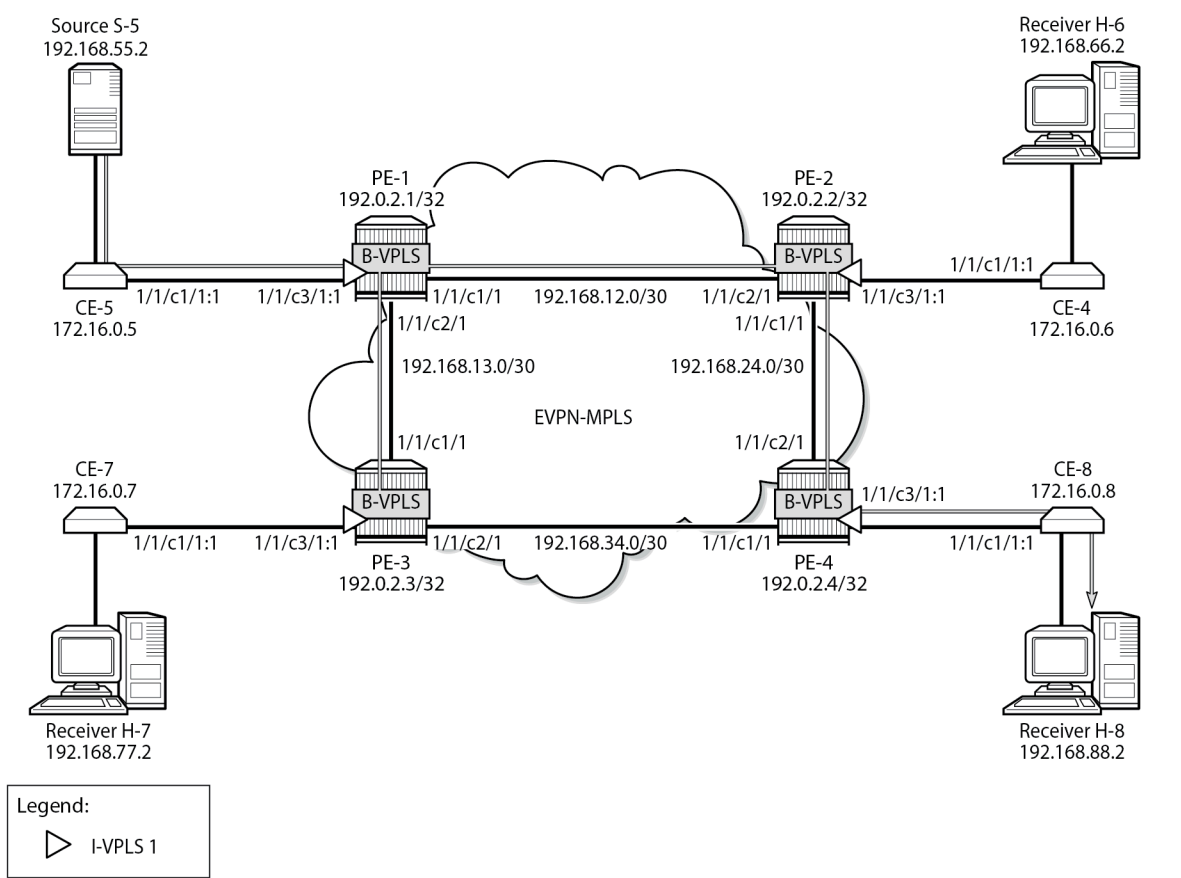 Source S-5
192.168.55.2
Receiver H-6
192.168.66.2
PE-1
192.0.2.1/32
PE-2
192.0.2.2/32
B-VPLS
B-VPLS
1/1/c1/1:1
1/1/c1/1:1
1/1/c3/1:1
1/1/c1/1
192.168.12.0/30
1/1/c2/1
1/1/c3/1:1
CE-5
172.16.0.5
CE-4
172.16.0.6
1/1/c2/1
1/1/c1/1
192.168.13.0/30
192.168.24.0/30
EVPN-MPLS
1/1/c1/1
1/1/c2/1
CE-7
172.16.0.7
CE-8
172.16.0.8
B-VPLS
B-VPLS
1/1/c3/1:1
1/1/c1/1:1
1/1/c3/1:1
1/1/c2/1
192.168.34.0/30
1/1/c1/1
1/1/c1/1:1
PE-3
192.0.2.3/32
PE-4
192.0.2.4/32
Receiver H-7
192.168.77.2
Receiver H-8
192.168.88.2
Legend:
I-VPLS 1